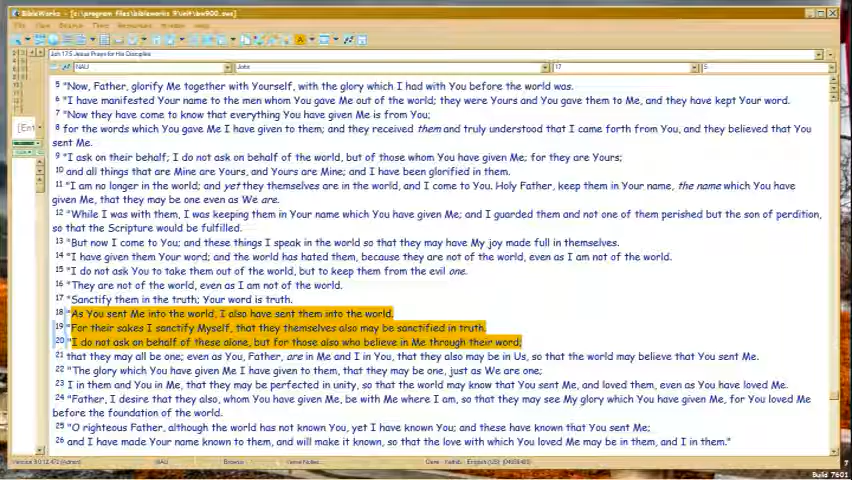 BibleWorks - [c:\program files\bibleworks 9\init\bw900.swc]
Joh 17:5 Jesus Prays for His Disciples
NAU John 17 5
5 "Now, Father, glorify Me together with Yourself, with the glory which I had with You before the world was.
6 "I have manifested Your name to the men whom You gave Me out of the world; they were Yours and You gave them to Me, and they have kept Your word.
7 "Now they have come to know that everything You have given Me is from You;
8 for the words which You gave Me I have given to them; and they received them and truly understood that I came forth from You, and they believed that You
sent Me.
9 "I ask on their behalf; I do not ask on behalf of the world, but of those whom You have given Me; for they are Yours;
10 and all things that are Mine are Yours, and Yours are Mine; and I have been glorified in them.
11 "I am no longer in the world; and yet they themselves are in the world, and I come to You. Holy Father, keep them in Your name, the name which You have
given Me, that they may be one even as We are.
12 "While I was with them, I was keeping them in Your name which You have given Me; and I guarded them and not one of them perished but the son of perdition,
so that the Scripture would be fulfilled.
13 "But now I come to You; and these things I speak in the world so that they may have My joy made full in themselves.
14 "I have given them Your word; and the world has hated them, because they are not of the world, even as I am not of the world.
15 "I do not ask You to take them out of the world, but to keep them from the evil one.
16 "They are not of the world, even as I am not of the world.
17 "Sanctify them in the truth; Your word is truth.
18 "As You sent Me into the world, I also have sent them into the world.
19 "For their sakes I sanctify Myself, that they themselves also may be sanctified in truth.
20 "I do not ask on behalf of these alone, but for those also who believe in Me through their word;
21 that they may all be one; even as You, Father, are in Me and I in You, that they also may be in Us, so that the world may believe that You sent Me.
22 "The glory which You have given Me I have given to them, that they may be one, just as We are one;
23 I in them and You in Me, that they may be perfected in unity, so that the world may know that You sent Me, and loved them, even as You have loved Me.
24 "Father, I desire that they also, whom You have given Me, be with Me where I am, so that they may see My glory which You have given Me, for You loved Me
before the foundation of the world.
25 "O righteous Father, although the world has not known You, yet I have known You; and these have known that You sent Me;
26 and I have made Your name known to them, and will make it known, so that the love with which You loved Me may be in them, and I in them."
NAU
Build 7601